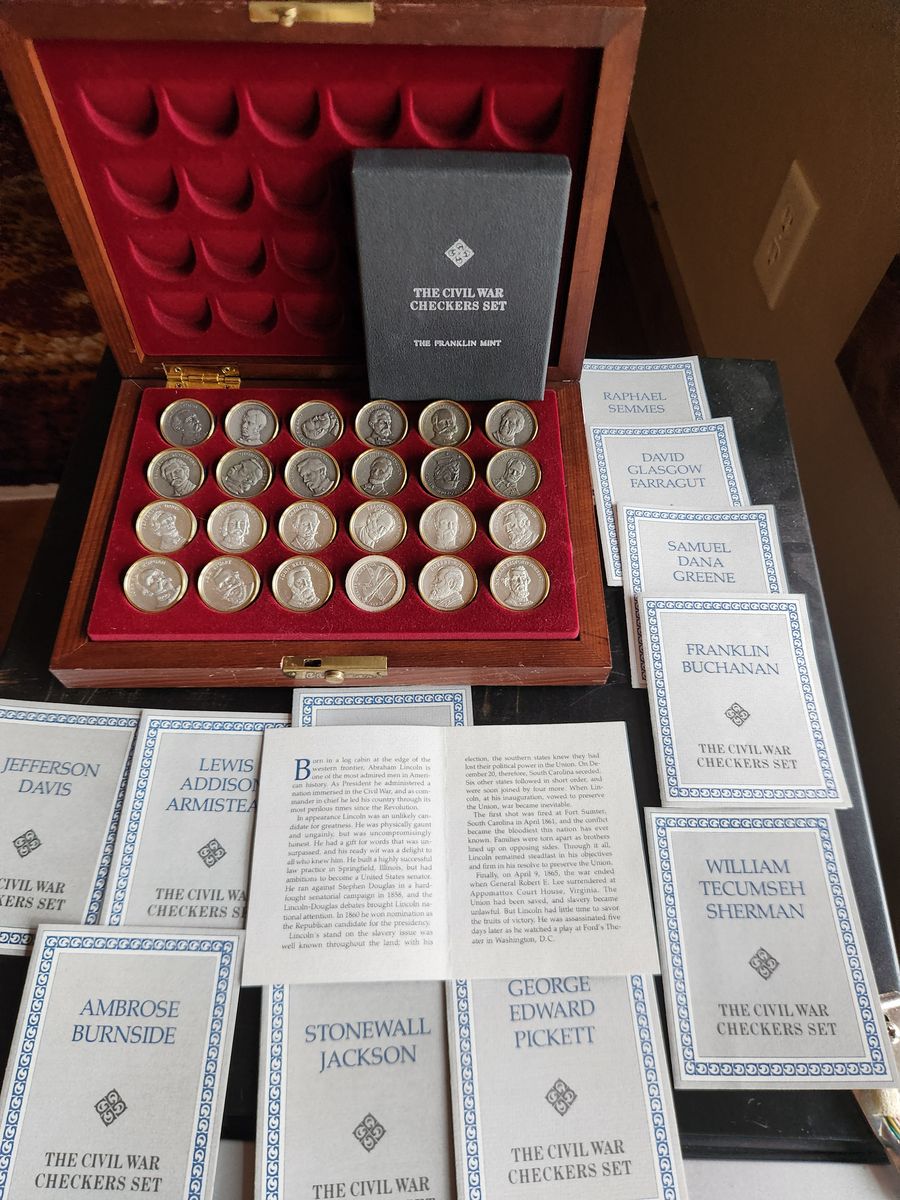 THE CIVIL WAR
CHECKERS SET
THE FRANKLIN MINT
RAPHAEL
SEMMES
DAVID
GLASGOW
FARRAGUT
SAMUEL
DANA
GREENE
FRANKLIN
BUCHANAN
THE CIVIL WAR
CHECKERS SET
JEFFERSON
DAVIS
CIVIL WAR
KERS SET
LEWIS
ADDISON
ARMISTEA
THE CIVIL WAR
CHECKERS SE
Born in a log cabin at the edge of the
western frontier, Abraham Lincoln is
one of the most admired men in Ameri-
can history. As President he administered a
nation immersed in the Civil War, and as com-
mander in chief he led his country through its
most perilous times since the Revolution.
In appearance Lincoln was an unlikely can-
didate for greatness. He was physically gaunt
and ungainly, but was uncompromisingly
honest. He had a gift for words that was un-
surpassed, and his ready wit was a delight to
all who knew him. He built a highly successful
law practice in Springfield, Illinois, but had
ambitions to become a United States senator.
He ran against Stephen Douglas in a hard-
fought senatorial campaign in 1858, and the
Lincoln-Douglas debates brought Lincoln na-
tional attention. In 1860 he won nomination as
the Republican candidate for the presidency.
Lincoln's stand on the slavery issue was
well known throughout the land; with his
election, the southern states knew they had
lost their political power in the Union. On De-
cember 20, therefore, South Carolina seceded.
Six other states followed in short order, and
were soon joined by four more. When Lin-
coln, at his inauguration, vowed to preserve
the Union, war became inevitable.
The first shot was fired at Fort Sumter,
South Carolina in April 1861, and the conflict
became the bloodiest this nation has ever
known. Families were torn apart as brothers
lined up on opposing sides. Through it all,
Lincoln remained steadfast in his objectives
and firm in his resolve to preserve the Union.
Finally, on April 9, 1865, the war ended
when General Robert E. Lee surrendered at
Appomattox Court House, Virginia. The
Union had been saved, and slavery became
unlawful. But Lincoln had little time to savor
the fruits of victory. He was assassinated five
days later as he watched a play at Ford's The-
ater in Washington, D.C.
WILLIAM
TECUMSEH
SHERMAN
THE CIVIL WAR
CHECKERS SET
AMBROSE
BURNSIDE
THE CIVIL WAR
CHECKERS SET
STONEWALL
JACKSON
THE CIVIL WAR
CHECKERS SET
GEORGE
EDWARD
PICKETT
THE CIVIL WAR
CHECKERS SET